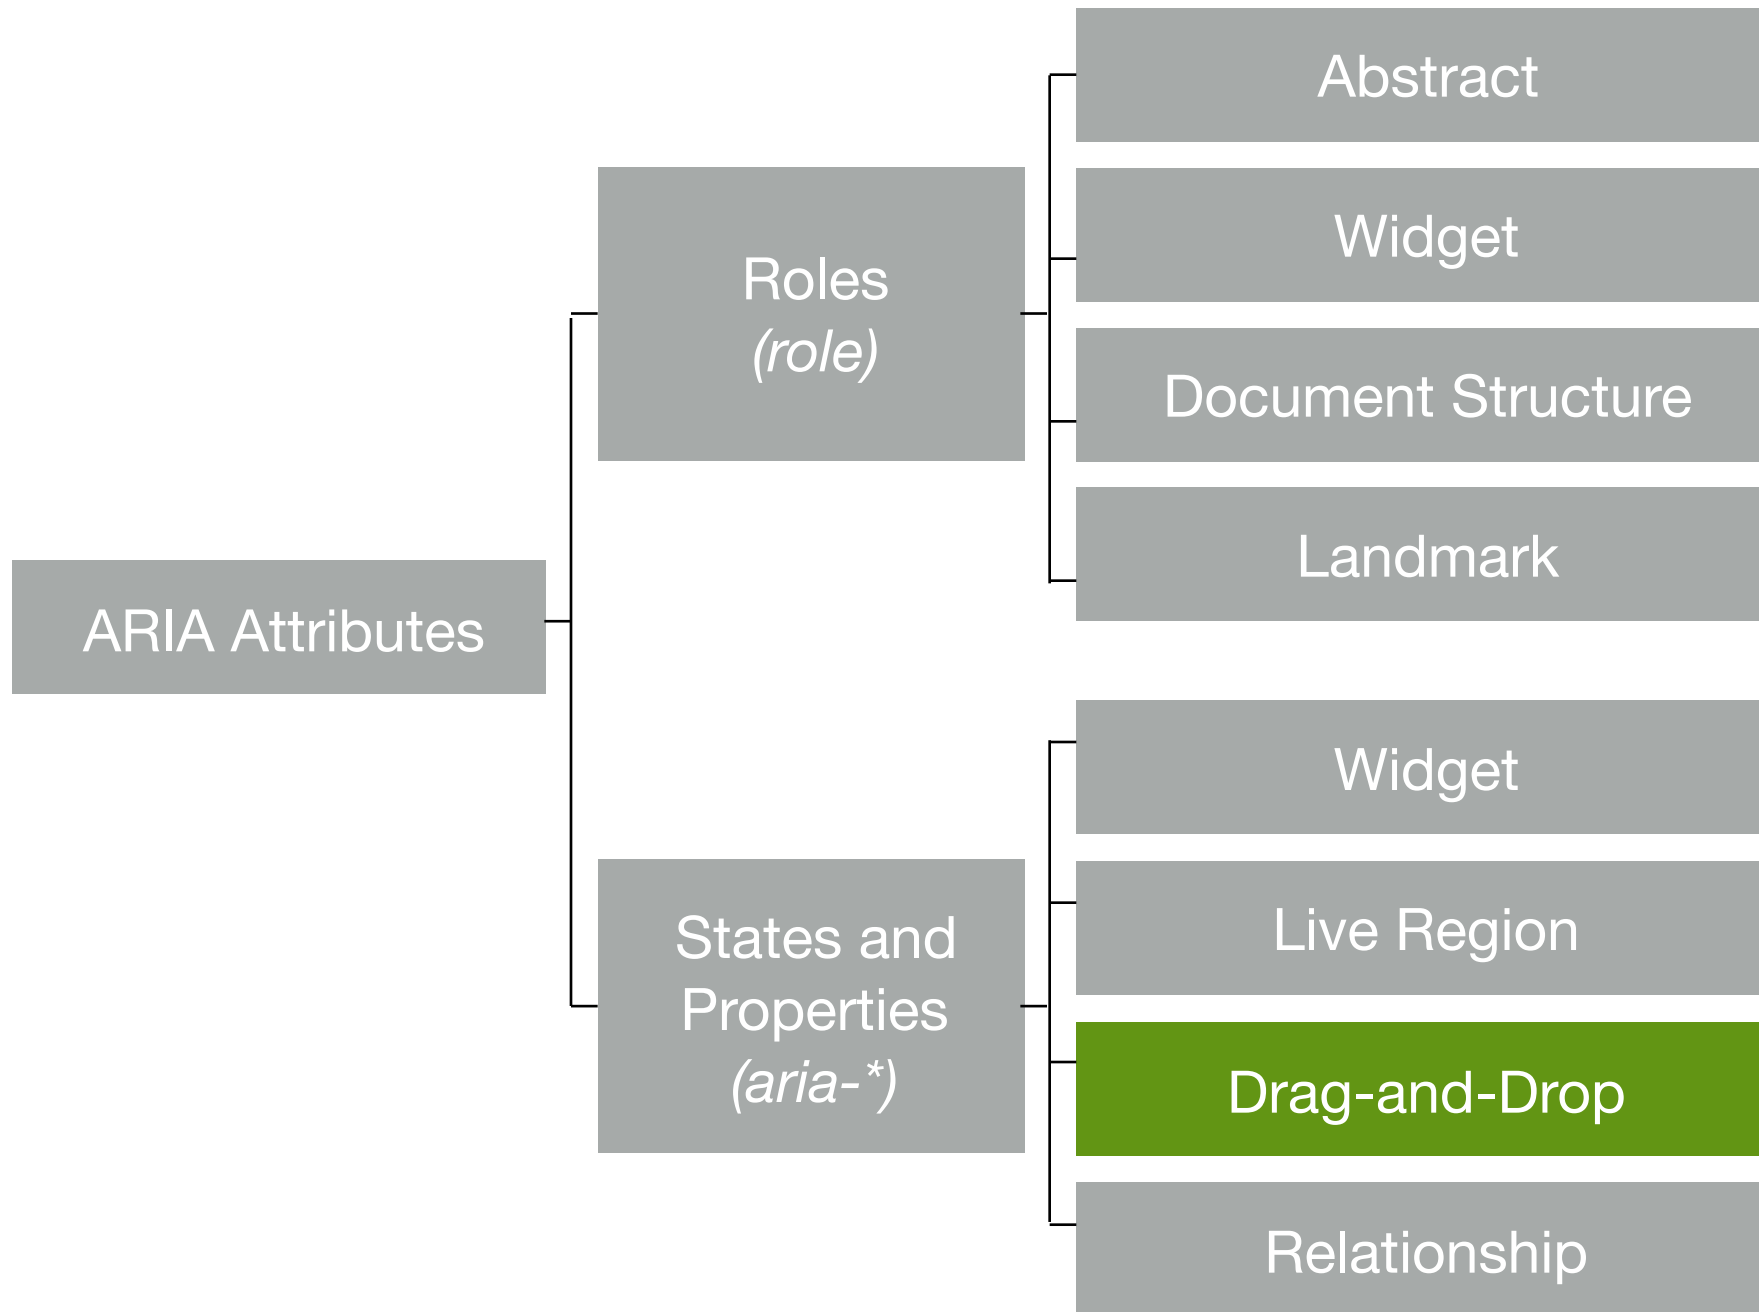 ARIA Attributes
Roles
(role)
Abstract
Widget
Document Structure
Landmark
States and
Properties
(aria-*)
Widget
Live Region
Drag-and-Drop
Relationship